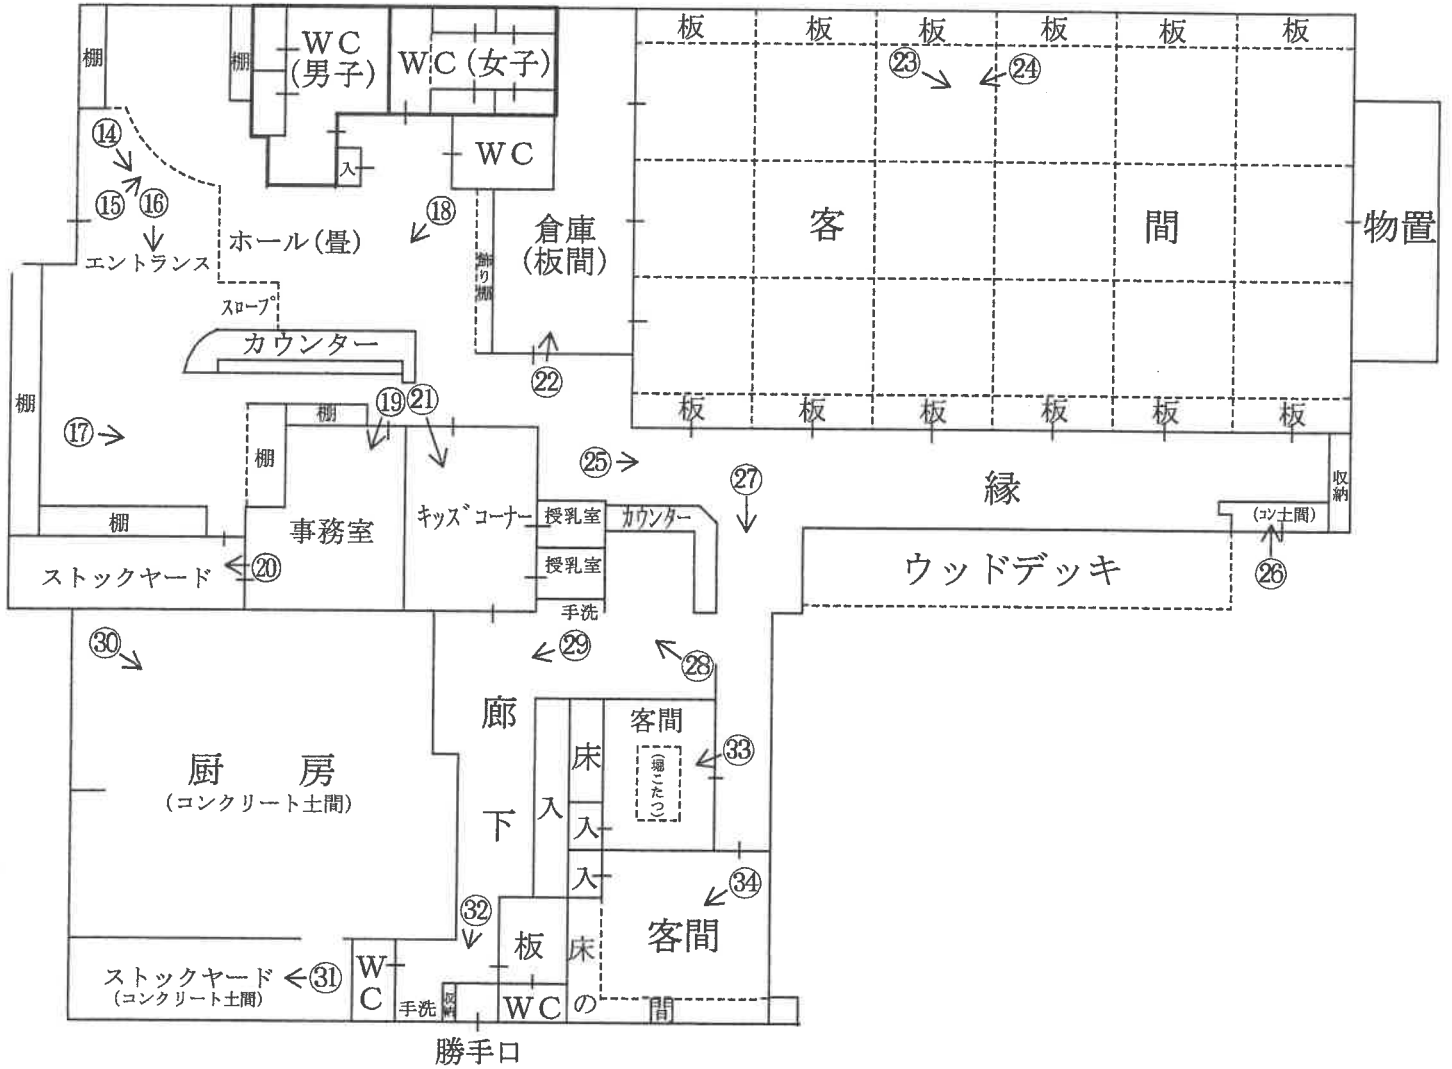 板 板 板 板 板 板
棚
棚
WC
(男子)
WC(女子)
㉓
㉔
⑭
WC
入
⑮
⑯
⑱
エントランス
ホール(畳)
倉庫
(板間)
客 間
物置
スロープ
カウンター
㉒
棚
⑰
棚
⑲
㉑
板 板 板 板 板 板
棚
㉕
㉗
縁
収納
棚
事務室
キッズコーナー
授乳室
カウンター
(コン土間)
ストックヤード
⑳
授乳室
ウッドデッキ
㉖
手洗
㉚
㉙
㉘
廊
下
客間
(堀こたつ)
㉝
床
厨 房
(コンクリート土間)
入
入
入
㉞
㉜
板
床の間
客間
ストックヤード
(コンクリート土間)
㉛
WC
手洗
収納
WC
勝手口